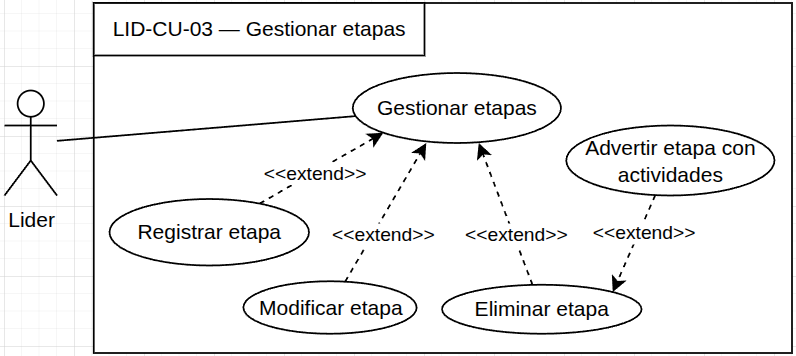 LID-CU-03 — Gestionar etapas
Gestionar etapas
Advertir etapa con
actividades
<<extend>>
Lider
Registrar etapa
<<extend>>
<<extend>>
<<extend>>
Modificar etapa
Eliminar etapa